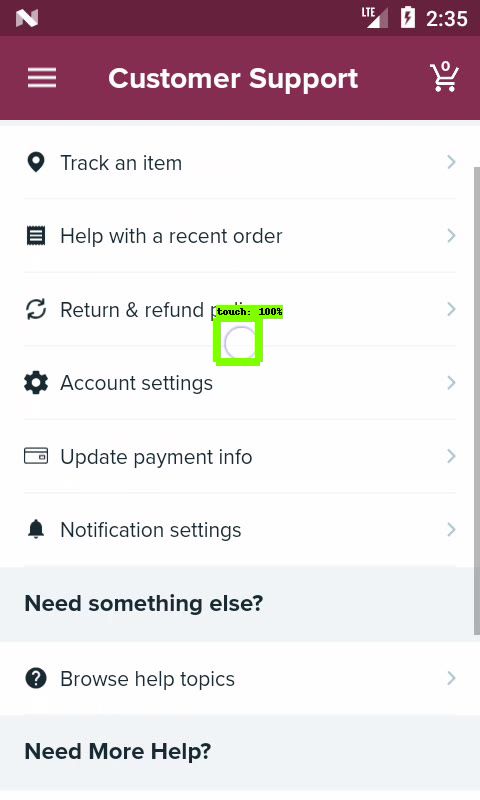 LTE 2:35
Customer Support 0
Track an item
Help with a recent order
Return & refund
touch: 100%
Account settings
Update payment info
Notification settings
Need something else?
Browse help topics
Need More Help?